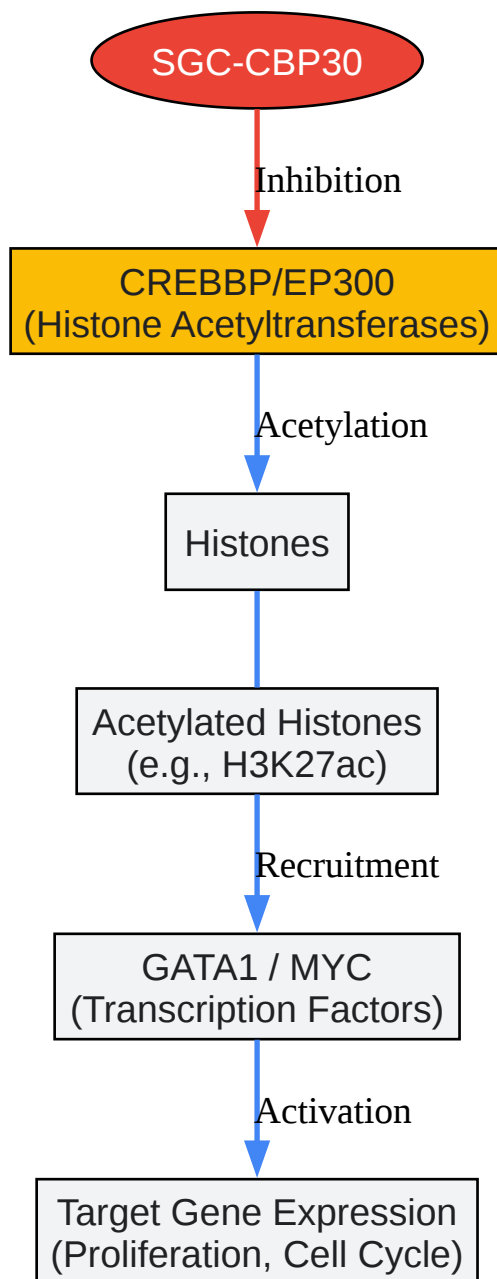 SGC-CBP30
Inhibition
CREBBP/EP300
(Histone Acetyltransferases)
Acetylation
Histones
Acetylated Histones
(e.g., H3K27ac)
Recruitment
GATA1 / MYC
(Transcription Factors)
Activation
Target Gene Expression
(Proliferation, Cell Cycle)